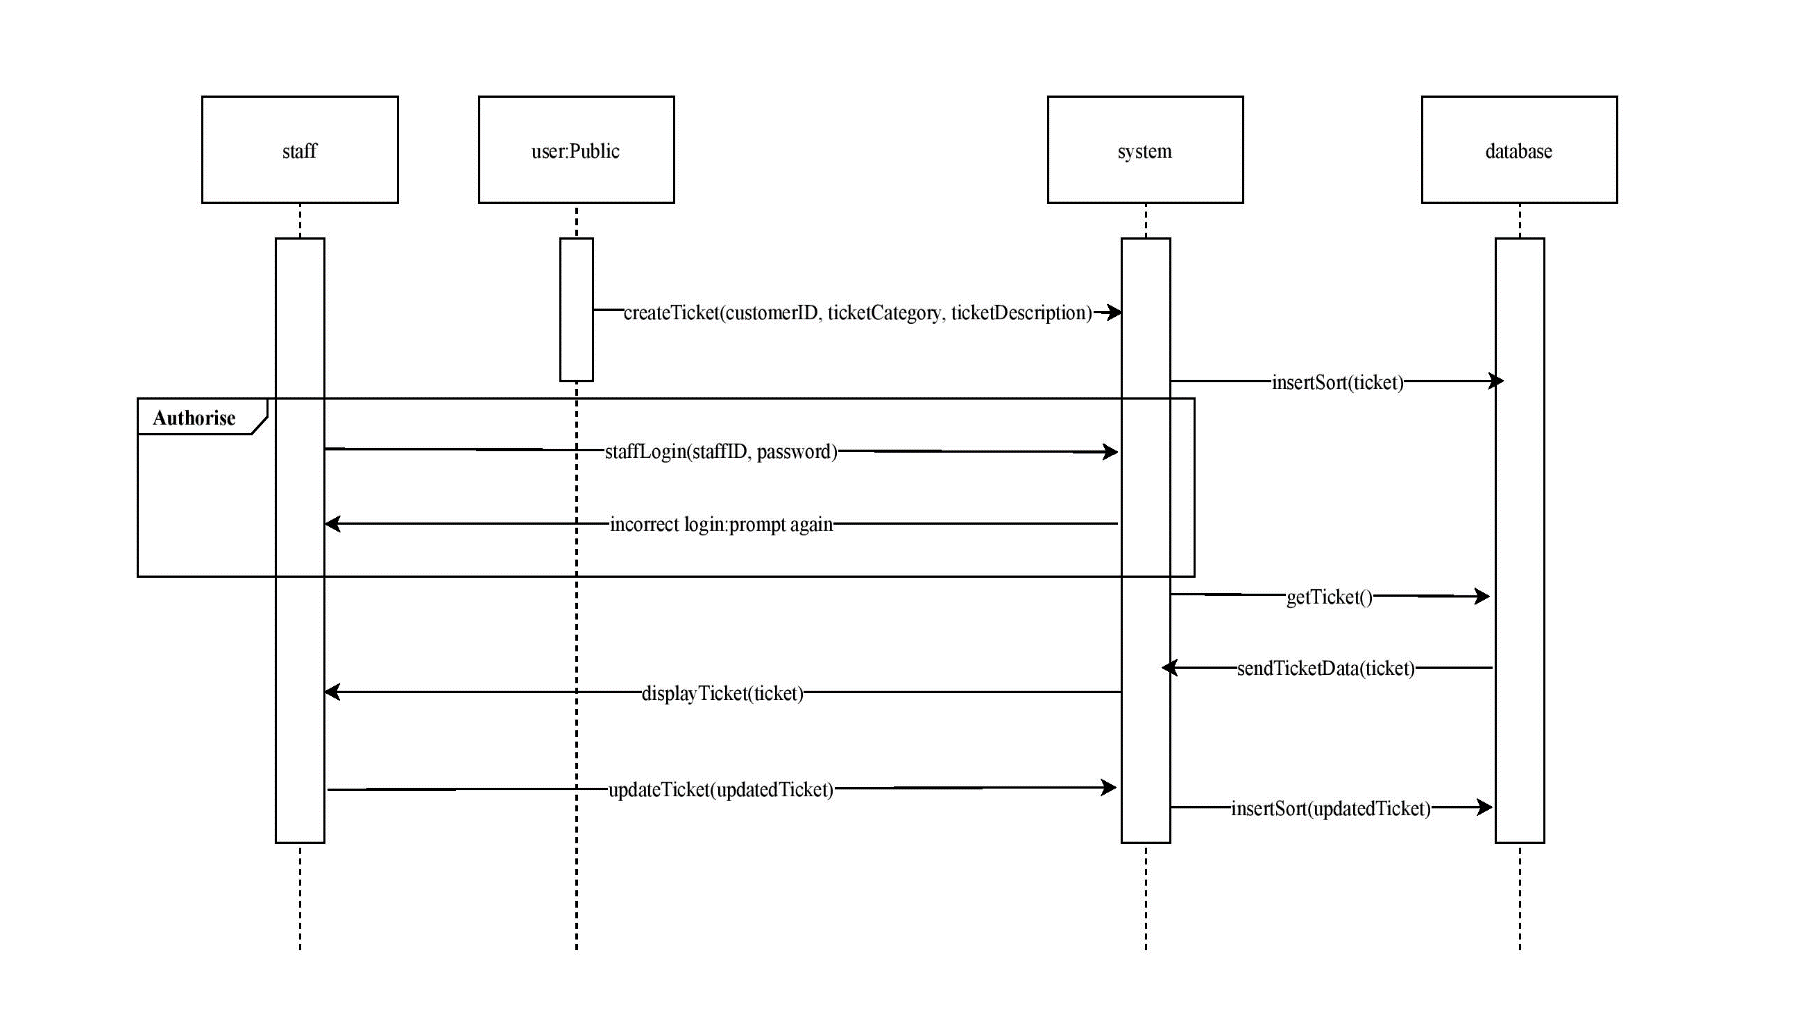 staff
user:Public
system
database
createTicket(customerID, ticketCategory, ticketDescription)
insertSort(ticket)
Authorise
staffLogin(staffID, password)
incorrect login:prompt again
getTicket()
sendTicketData(ticket)
displayTicket(ticket)
updateTicket(updatedTicket)
insertSort(updatedTicket)